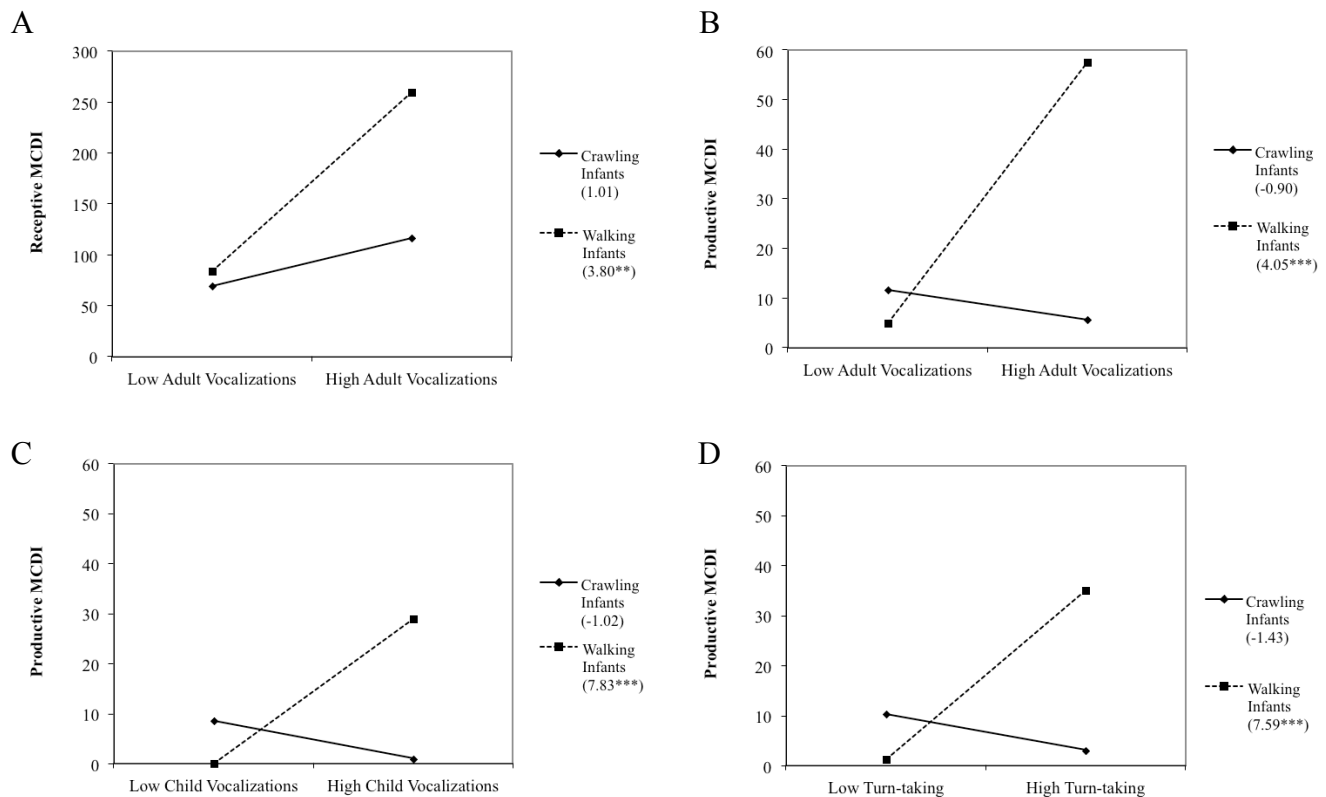 A
Receptive MCDI
300
250
200
150
100
50
0
Low Adult Vocalizations
High Adult Vocalizations
Crawling
Infants
(1.01)
Walking
Infants
(3.80**)
B
Productive MCDI
60
50
40
30
20
10
0
Low Adult Vocalizations
High Adult Vocalizations
Crawling
Infants
(-0.90)
Walking
Infants
(4.05***)
C
Productive MCDI
60
50
40
30
20
10
0
Low Child Vocalizations
High Child Vocalizations
Crawling
Infants
(-1.02)
Walking
Infants
(7.83***)
D
Productive MCDI
60
50
40
30
20
10
0
Low Turn-taking
High Turn-taking
Crawling
Infants
(-1.43)
Walking
Infants
(7.59***)